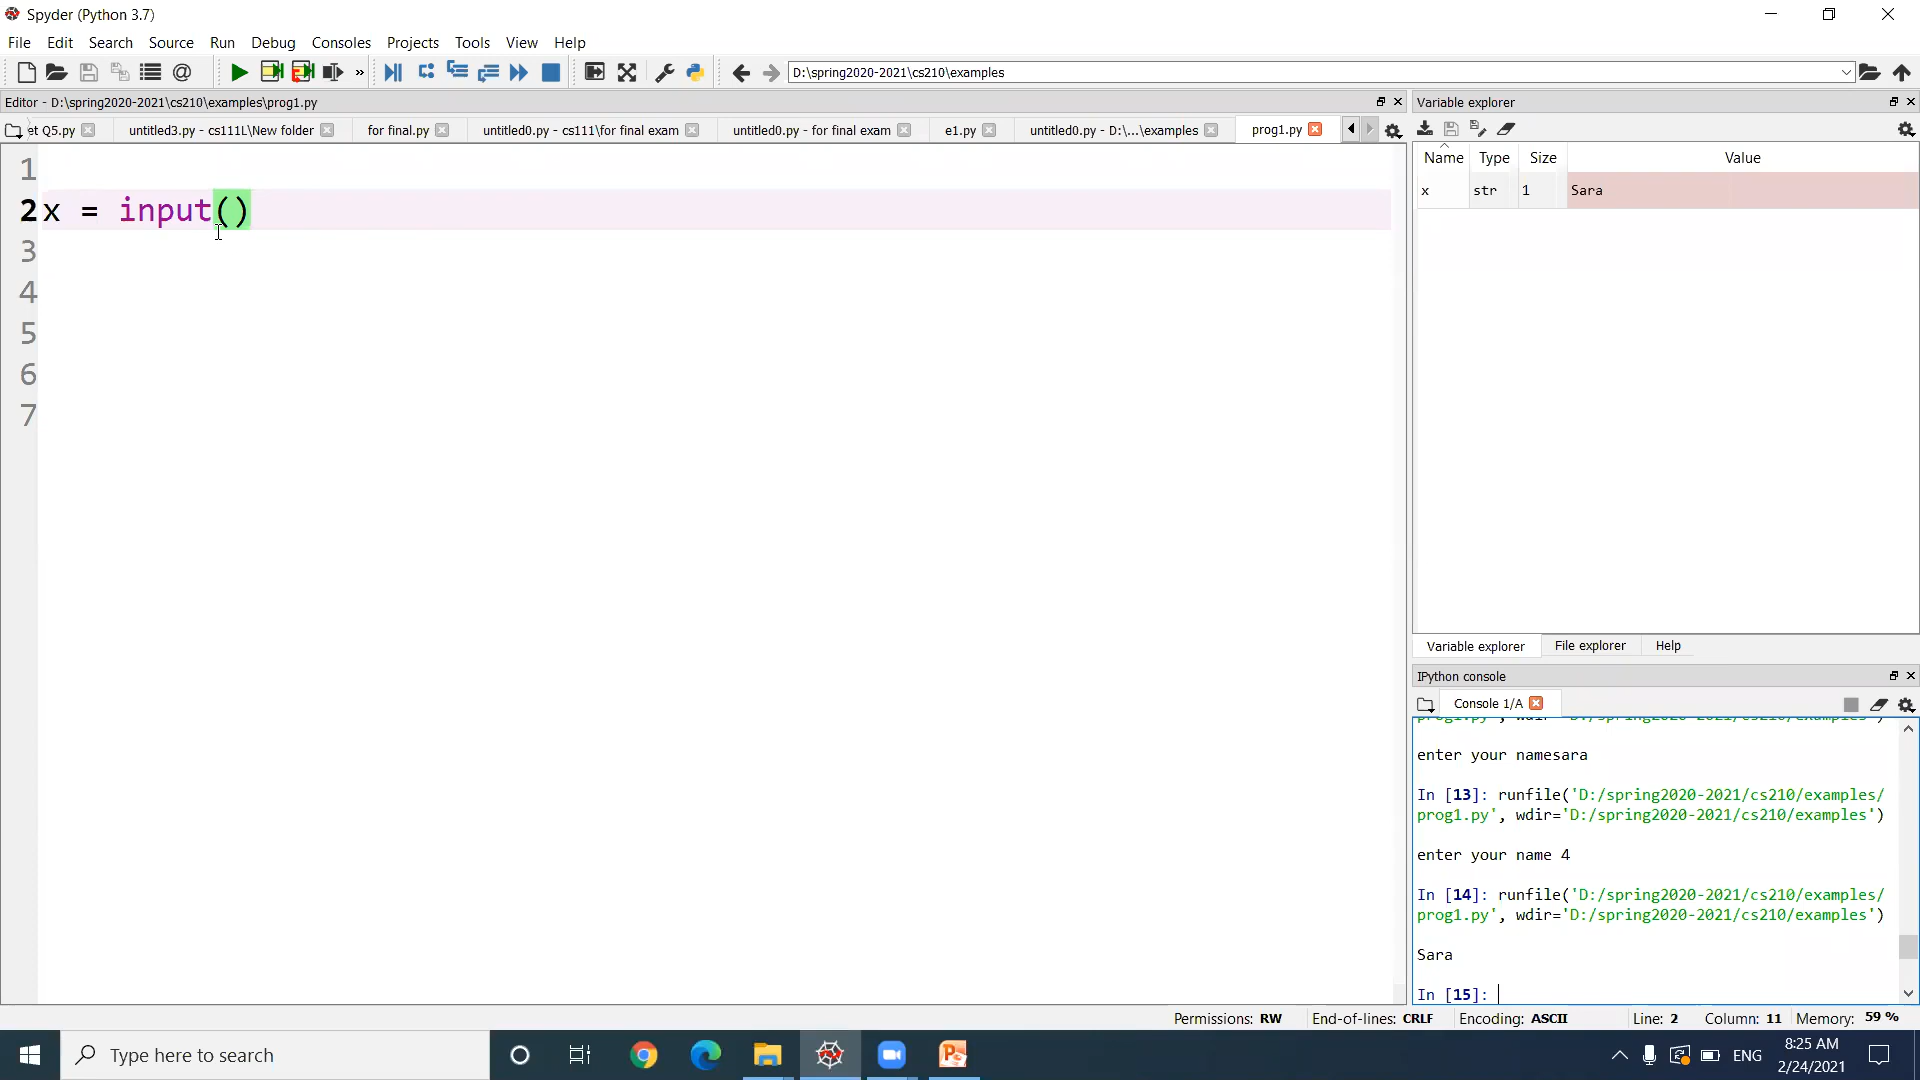 Spyder (Python 3.7)
File Edit Search Source Run Debug Consoles Projects Tools View Help
D:\spring2020-2021\cs210\examples
Editor - D:\spring2020-2021\cs210\examples\prog1.py
et Q5.py untitled3.py - cs111L\New folder for final.py untitled0.py - cs111\for final exam untitled0.py - for final exam e1.py untitled0.py - D:\...\examples prog1.py
1
2 x = input()
3
4
5
6
7
Variable explorer
Name Type Size Value
x str 1 Sara
Variable explorer File explorer Help
IPython console
Console 1/A
prog1.py', wdir='D:/spring2020-2021/cs210/examples')
enter your namesara
In [13]: runfile('D:/spring2020-2021/cs210/examples/
prog1.py', wdir='D:/spring2020-2021/cs210/examples')
enter your name 4
In [14]: runfile('D:/spring2020-2021/cs210/examples/
prog1.py', wdir='D:/spring2020-2021/cs210/examples')
Sara
In [15]:
Permissions: RW End-of-lines: CRLF Encoding: ASCII Line: 2 Column: 11 Memory: 59 %
Type here to search
ENG
8:25 AM
2/24/2021